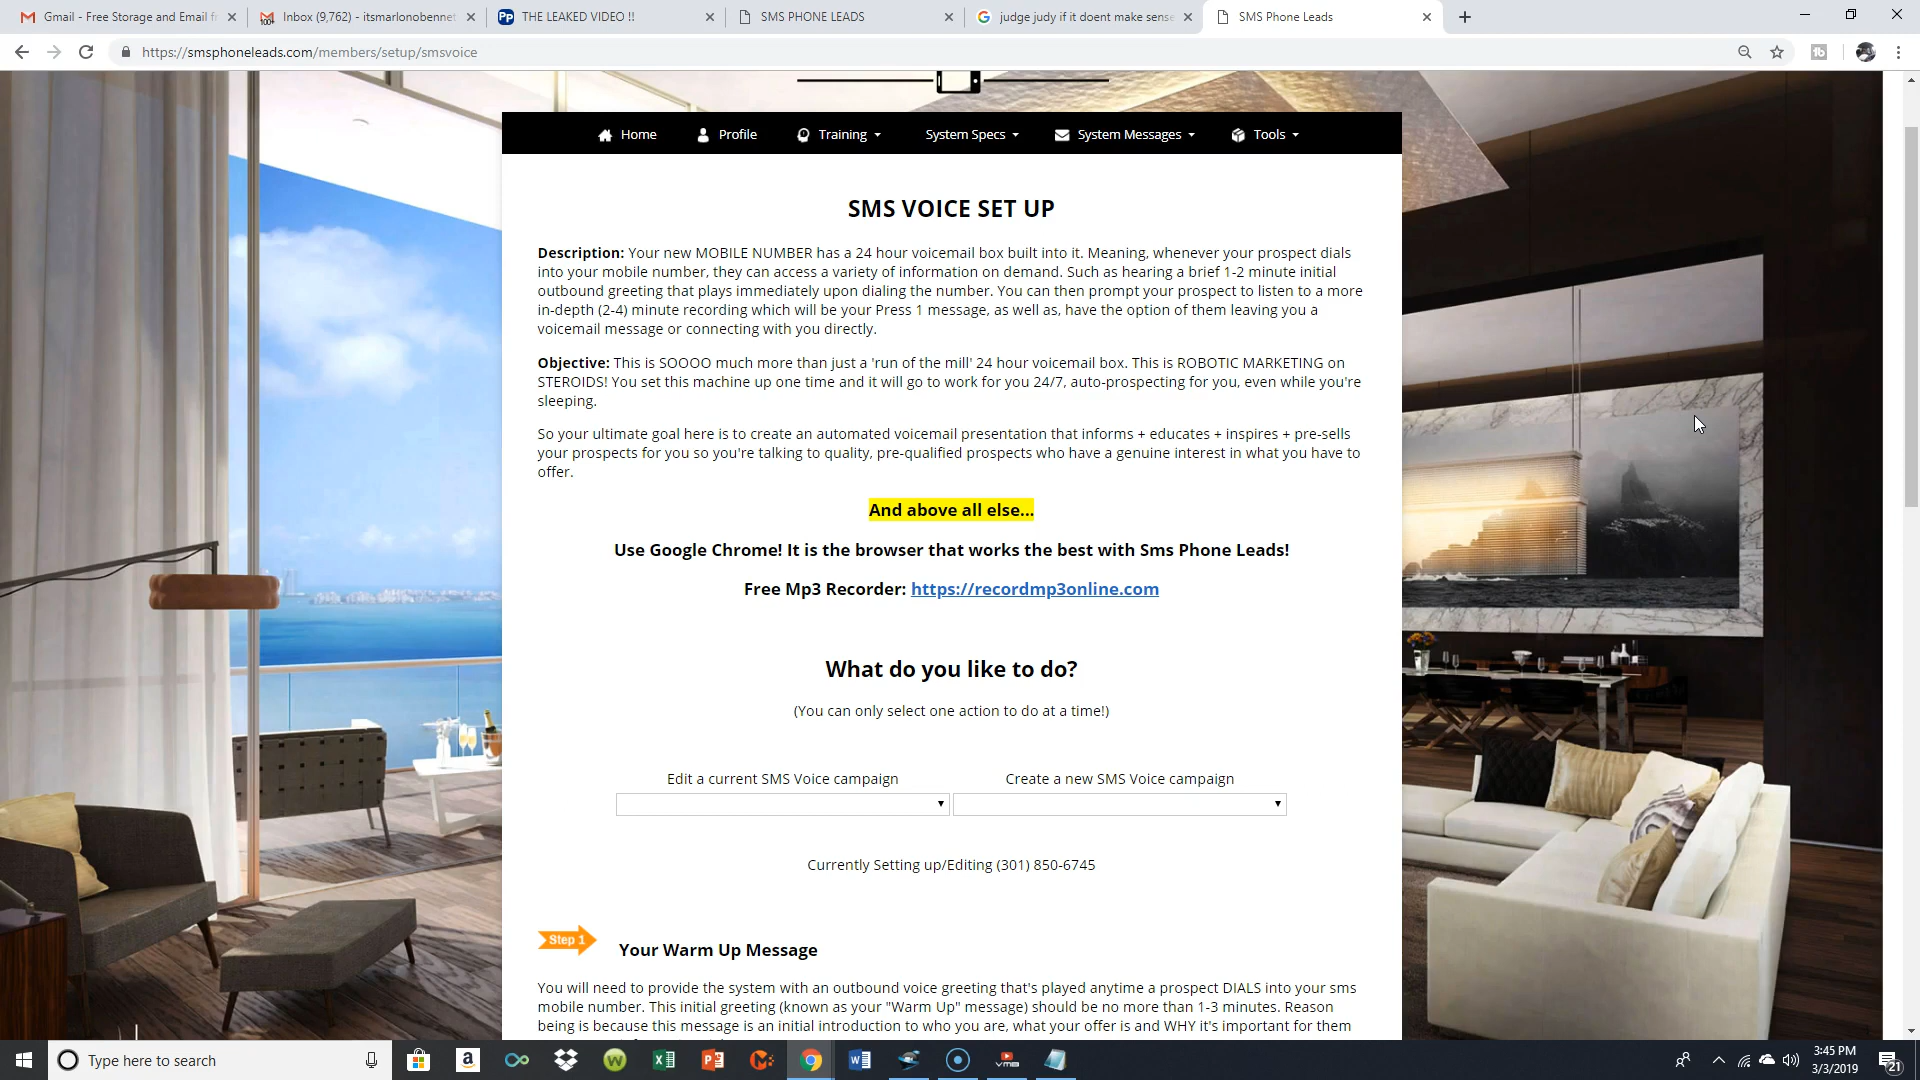 Gmail - Free Storage and Email f
Inbox (9,762) - itsmarlonobennet
THE LEAKED VIDEO !!
SMS PHONE LEADS
judge judy if it doent make sense
SMS Phone Leads
https://smsphoneleads.com/members/setup/smsvoice
Home
Profile
Training
System Specs
System Messages
Tools
SMS VOICE SET UP
Description: Your new MOBILE NUMBER has a 24 hour voicemail box built into it. Meaning, whenever your prospect dials
into your mobile number, they can access a variety of information on demand. Such as hearing a brief 1-2 minute initial
outbound greeting that plays immediately upon dialing the number. You can then prompt your prospect to listen to a more
in-depth (2-4) minute recording which will be your Press 1 message, as well as, have the option of them leaving you a
voicemail message or connecting with you directly.
Objective: This is SOOOO much more than just a 'run of the mill' 24 hour voicemail box. This is ROBOTIC MARKETING on
STEROIDS! You set this machine up one time and it will go to work for you 24/7, auto-prospecting for you, even while you're
sleeping.
So your ultimate goal here is to create an automated voicemail presentation that informs + educates + inspires + pre-sells
your prospects for you so you're talking to quality, pre-qualified prospects who have a genuine interest in what you have to
offer.
And above all else...
Use Google Chrome! It is the browser that works the best with Sms Phone Leads!
Free Mp3 Recorder: https://recordmp3online.com
What do you like to do?
(You can only select one action to do at a time!)
Edit a current SMS Voice campaign
Create a new SMS Voice campaign
Currently Setting up/Editing (301) 850-6745
Step 1
Your Warm Up Message
You will need to provide the system with an outbound voice greeting that's played anytime a prospect DIALS into your sms
mobile number. This initial greeting (known as your "Warm Up" message) should be no more than 1-3 minutes. Reason
being is because this message is an initial introduction to who you are, what your offer is and WHY it's important for them
Type here to search
3:45 PM
3/3/2019
21